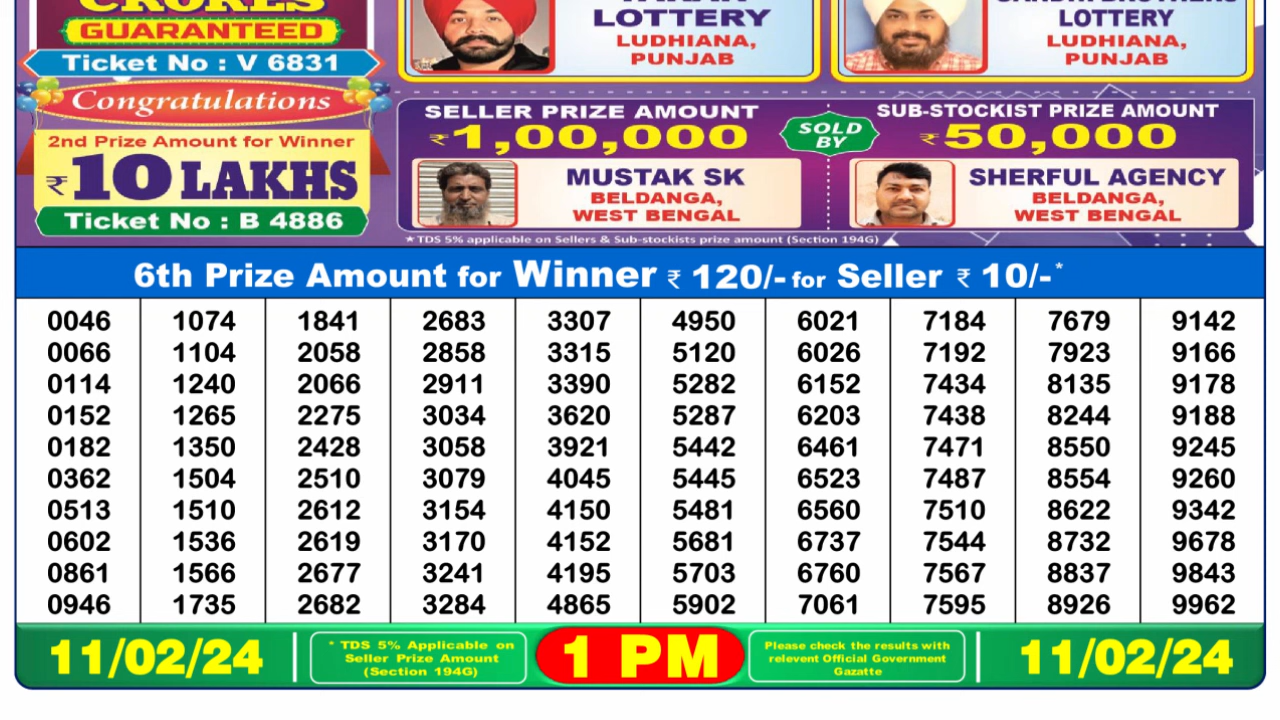 CRORES
GUARANTEED
Ticket No : V 6831
LOTTERY
LUDHIANA,
PUNJAB
LOTTERY
LUDHIANA,
PUNJAB
Congratulations
2nd Prize Amount for Winner
₹10 LAKHS
Ticket No : B 4886
SELLER PRIZE AMOUNT
₹1,00,000
SOLD
BY
SUB-STOCKIST PRIZE AMOUNT
₹50,000
MUSTAK SK
BELDANGA,
WEST BENGAL
SHERFUL AGENCY
BELDANGA,
WEST BENGAL
★ TDS 5% applicable on Sellers & Sub-stockists prize amount (Section 194G)
6th Prize Amount for Winner ₹ 120/- for Seller ₹ 10/-*
0046 1074 1841 2683 3307 4950 6021 7184 7679 9142
0066 1104 2058 2858 3315 5120 6026 7192 7923 9166
0114 1240 2066 2911 3390 5282 6152 7434 8135 9178
0152 1265 2275 3034 3620 5287 6203 7438 8244 9188
0182 1350 2428 3058 3921 5442 6461 7471 8550 9245
0362 1504 2510 3079 4045 5445 6523 7487 8554 9260
0513 1510 2612 3154 4150 5481 6560 7510 8622 9342
0602 1536 2619 3170 4152 5681 6737 7544 8732 9678
0861 1566 2677 3241 4195 5703 6760 7567 8837 9843
0946 1735 2682 3284 4865 5902 7061 7595 8926 9962
11/02/24
* TDS 5% Applicable on
Seller Prize Amount
(Section 194G)
1 PM
Please check the results with
relevent Official Government
Gazatte
11/02/24